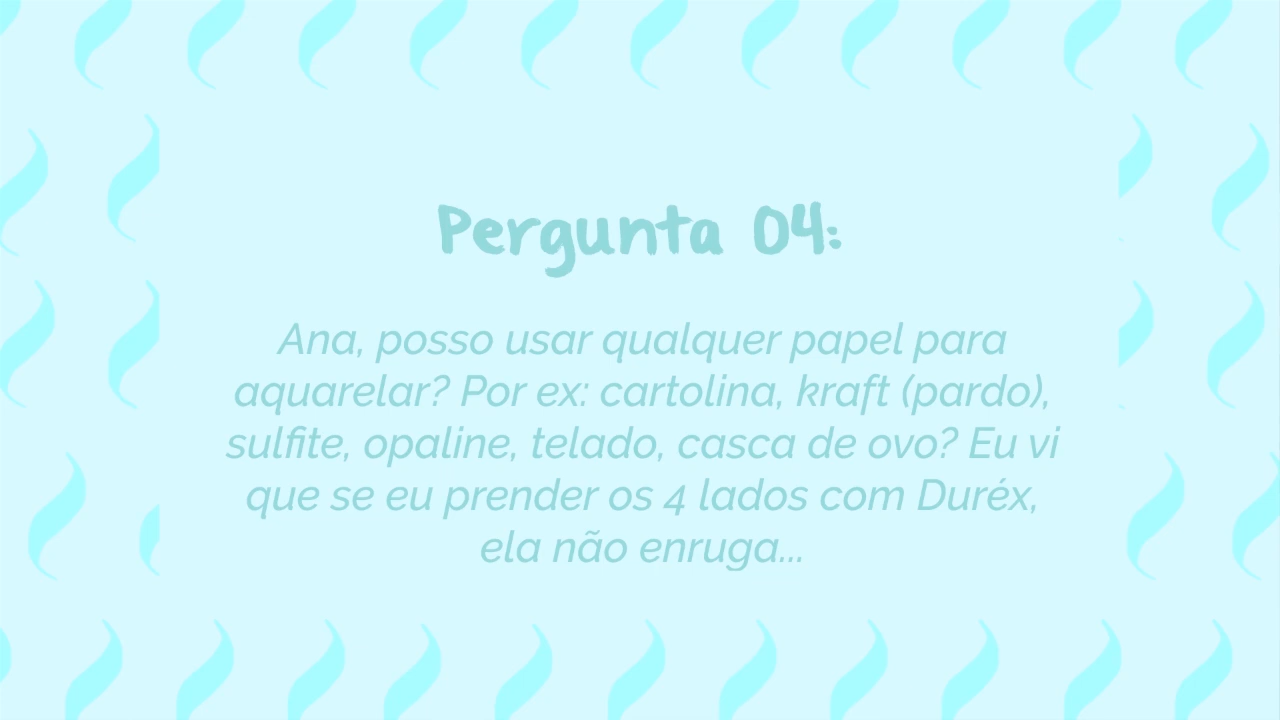 Pergunta 04:
Ana, posso usar qualquer papel para
aquarelar? Por ex: cartolina, kraft (pardo),
sulfite, opaline, telado, casca de ovo? Eu vi
que se eu prender os 4 lados com Duréx,
ela não enruga...